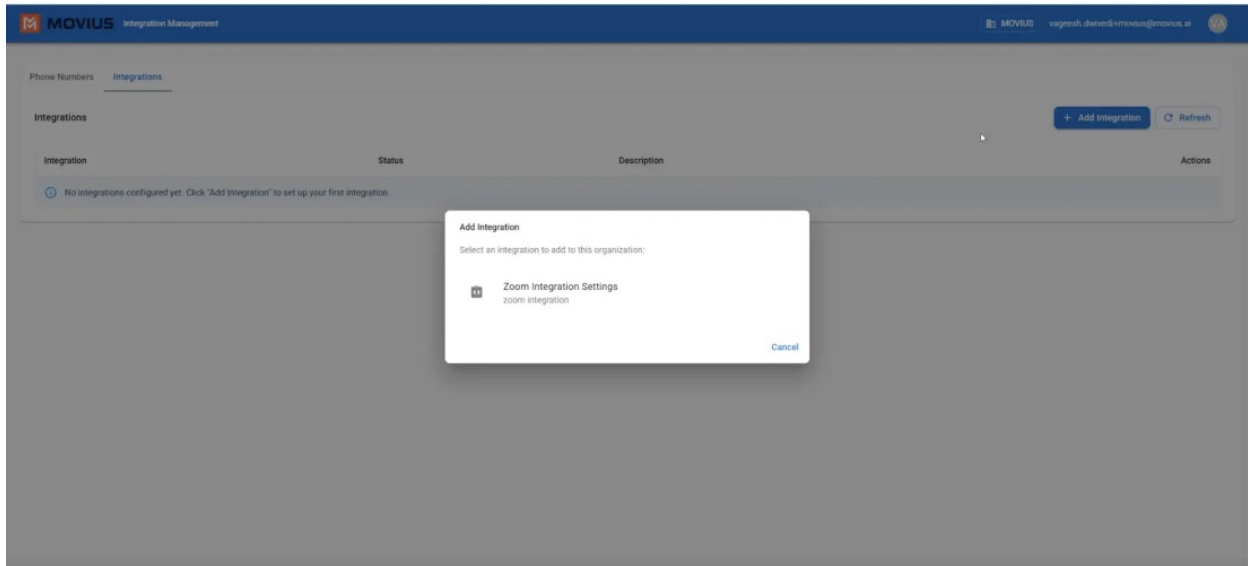 MOVIUS Integration Management
MOVIUS vageesh.dwivedi+movius@movius.ai VA
Phone Numbers Integrations
Integrations
+ Add Integration Refresh
Integration Status Description Actions
No integrations configured yet. Click "Add Integration" to set up your first integration.
Add Integration
Select an integration to add to this organization:
Zoom Integration Settings
zoom integration
Cancel